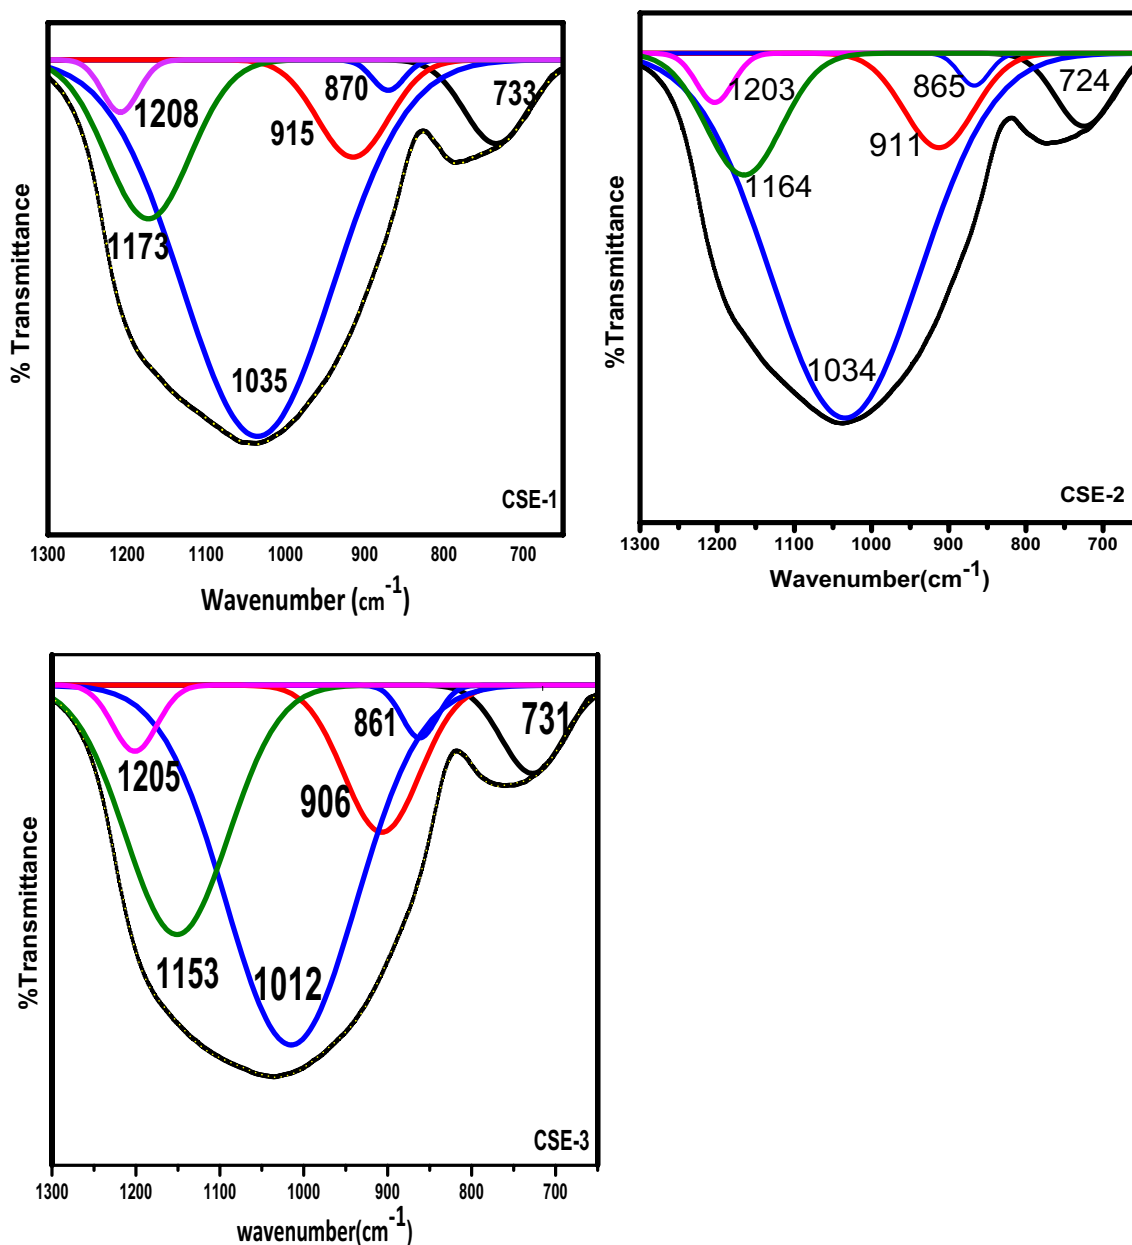 % Transmittance
1208
1173
1035
915
870
733
CSE-1
1300 1200 1100 1000 900 800 700
Wavenumber (cm⁻¹)
%Transmittance
1203
1164
1034
911
865
724
CSE-2
1300 1200 1100 1000 900 800 700
Wavenumber(cm⁻¹)
%Transmittance
1205
1153
1012
906
861
731
CSE-3
1300 1200 1100 1000 900 800 700
wavenumber(cm⁻¹)